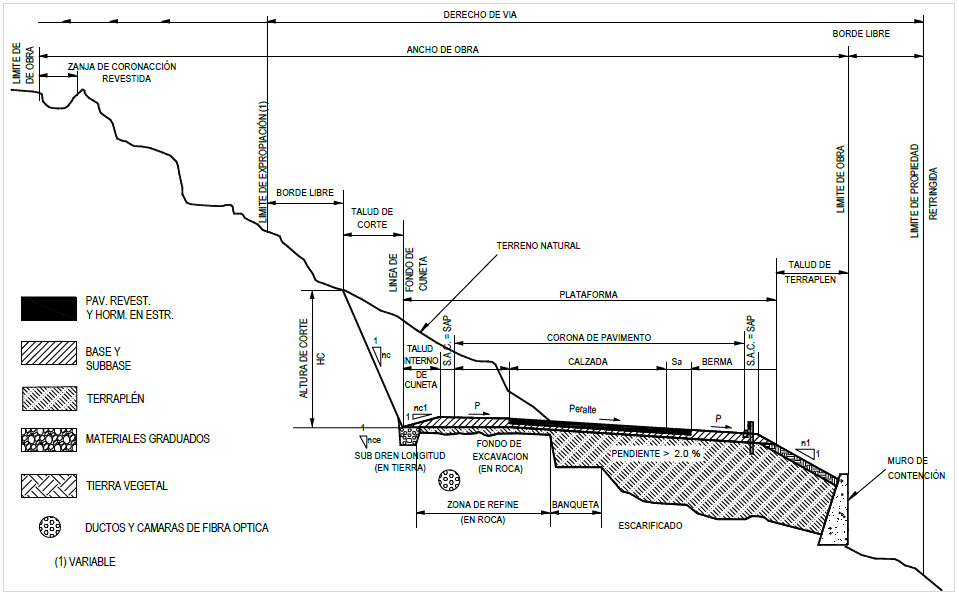 DERECHO DE VIA
BORDE LIBRE
ANCHO DE OBRA
LIMITE DE
DE OBRA
ZANJA DE CORONACCIÓN
REVESTIDA
LIMITE DE EXPROPIACIÓN (1)
BORDE LIBRE
TALUD DE
CORTE
LINEA DE
FONDO DE
CUNETA
TERRENO NATURAL
LIMITE DE OBRA
LIMITE DE PROPIEDAD
RETRINGIDA
TALUD DE
TERRAPLEN
PLATAFORMA
PAV. REVEST.
Y HORM. EN ESTR.
BASE Y
SUBBASE
TERRAPLÉN
MATERIALES GRADUADOS
TIERRA VEGETAL
DUCTOS Y CAMARAS DE FIBRA OPTICA
(1) VARIABLE
ALTURA DE CORTE
HC
1
nc
TALUD
INTERNO
DE
CUNETA
S.A.C. = SAP
CORONA DE PAVIMENTO
S.A.C. = SAP
CALZADA
Sa
BERMA
1
nc1
P
Peralte
P
n1
1
1
nce
SUB DREN LONGITUD
(EN TIERRA)
FONDO DE
EXCAVACION
(EN ROCA)
PENDIENTE > 2.0 %
MURO DE
CONTENCIÓN
ZONA DE REFINE
(EN ROCA)
BANQUETA
ESCARIFICADO